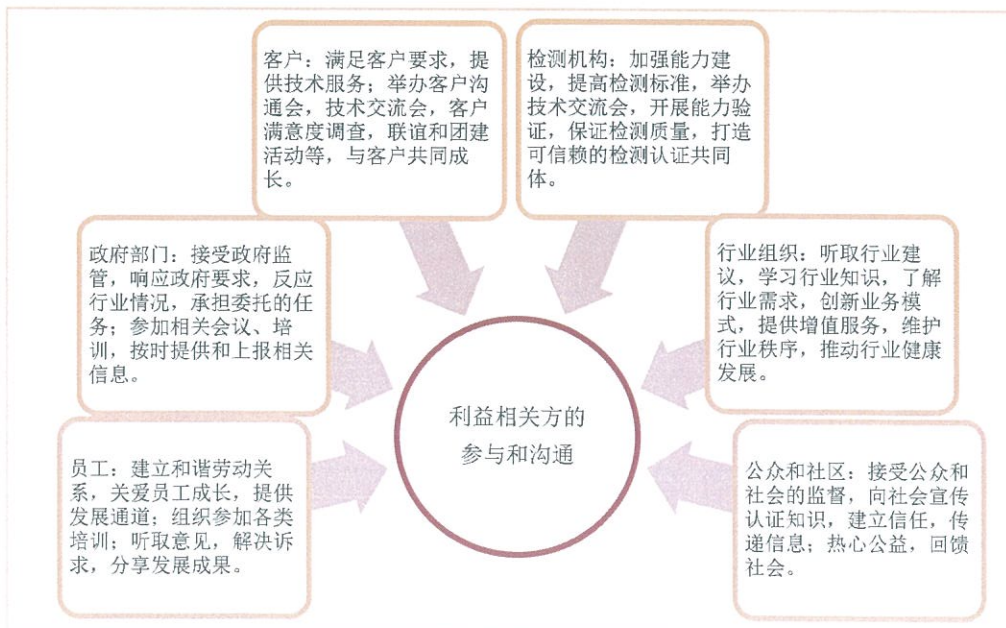 客户：满足客户要求，提
供技术服务；举办客户沟
通会，技术交流会，客户
满意度调查，联谊和团建
活动等，与客户共同成
长。
检测机构：加强能力建
设，提高检测标准，举办
技术交流会，开展能力验
证，保证检测质量，打造
可信赖的检测认证共同
体。
政府部门：接受政府监
管，响应政府要求，反应
行业情况，承担委托的任
务；参加相关会议、培
训，按时提供和上报相关
信息。
行业组织：听取行业建
议，学习行业知识，了解
行业需求，创新业务模
式，提供增值服务，维护
行业秩序，推动行业健康
发展。
利益相关方的
参与和沟通
员工：建立和谐劳动关
系，关爱员工成长，提供
发展通道；组织参加各类
培训；听取意见，解决诉
求，分享发展成果。
公众和社区：接受公众和
社会的监督，向社会宣传
认证知识，建立信任，传
递信息；热心公益，回馈
社会。